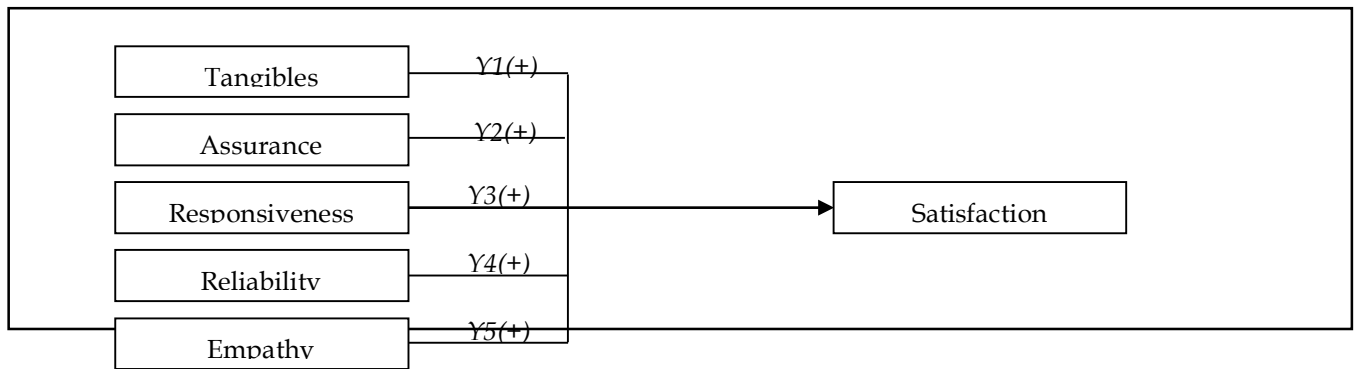 Tangibles
Y1(+)
Assurance
Y2(+)
Responsiveness
Y3(+)
Satisfaction
Reliability
Y4(+)
Empathy
Y5(+)